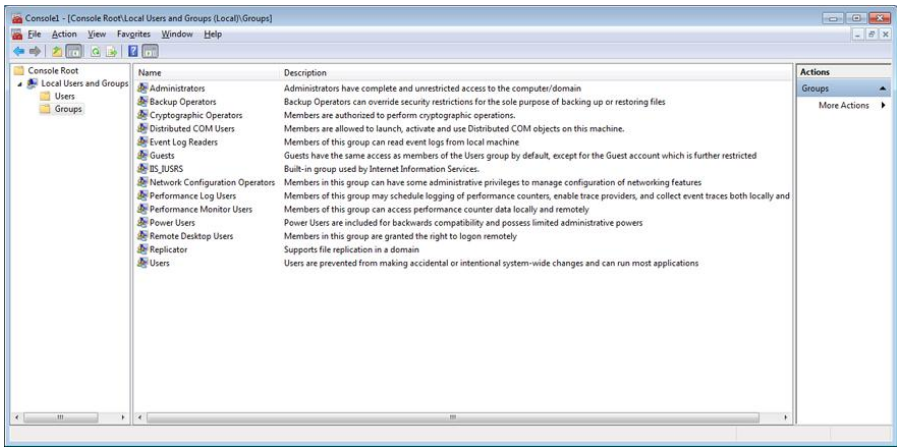 Console1 - [Console Root\Local Users and Groups (Local)\Groups]
File Action View Favorites Window Help
Console Root
Local Users and Groups
Users
Groups
Name Description
Administrators Administrators have complete and unrestricted access to the computer/domain
Backup Operators Backup Operators can override security restrictions for the sole purpose of backing up or restoring files
Cryptographic Operators Members are authorized to perform cryptographic operations.
Distributed COM Users Members are allowed to launch, activate and use Distributed COM objects on this machine.
Event Log Readers Members of this group can read event logs from local machine
Guests Guests have the same access as members of the Users group by default, except for the Guest account which is further restricted
IIS_IUSRS Built-in group used by Internet Information Services.
Network Configuration Operators Members in this group can have some administrative privileges to manage configuration of networking features
Performance Log Users Members of this group may schedule logging of performance counters, enable trace providers, and collect event traces both locally and
Performance Monitor Users Members of this group can access performance counter data locally and remotely
Power Users Power Users are included for backwards compatibility and possess limited administrative powers
Remote Desktop Users Members in this group are granted the right to logon remotely
Replicator Supports file replication in a domain
Users Users are prevented from making accidental or intentional system-wide changes and can run most applications
Actions
Groups
More Actions